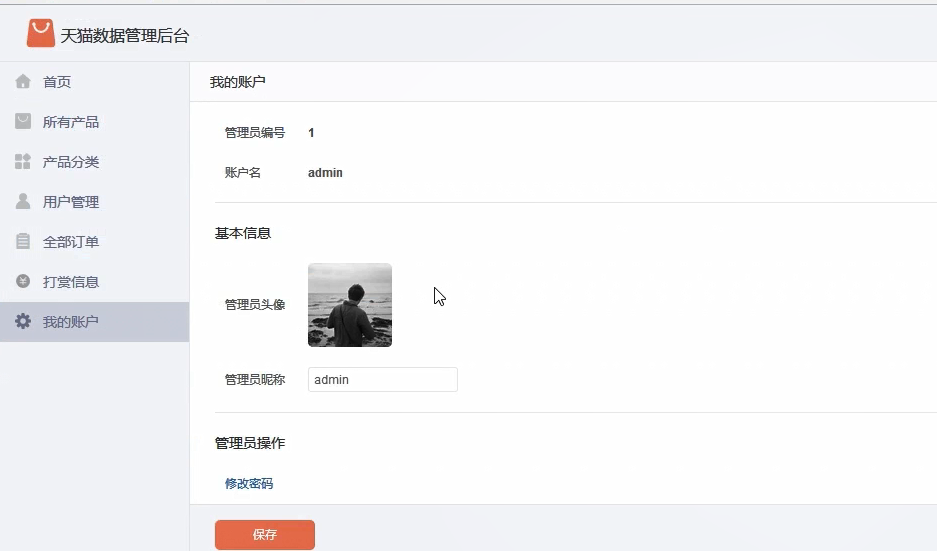 天猫数据管理后台
首页
所有产品
产品分类
用户管理
全部订单
打赏信息
我的账户
我的账户
管理员编号 1
账户名 admin
基本信息
管理员头像
管理员昵称 admin
管理员操作
修改密码
保存